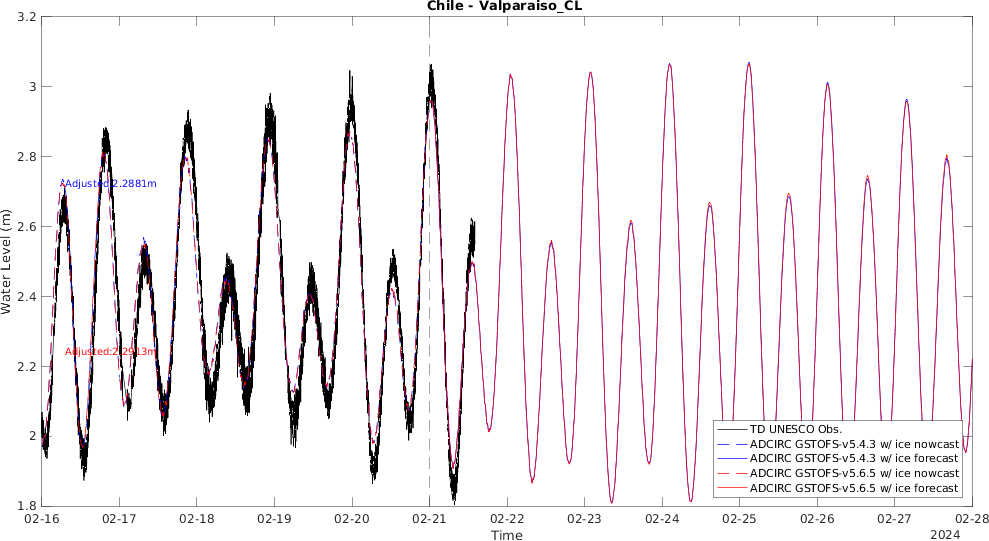 Chile - Valparaiso_CL
3.2
3
2.8
2.6
2.4
2.2
2
1.8
Water Level (m)
Adjusted:2.2881m
Adjusted:2.2913m
TD UNESCO Obs.
ADCIRC GSTOFS-v5.4.3 w/ ice nowcast
ADCIRC GSTOFS-v5.4.3 w/ ice forecast
ADCIRC GSTOFS-v5.6.5 w/ ice nowcast
ADCIRC GSTOFS-v5.6.5 w/ ice forecast
02-16 02-17 02-18 02-19 02-20 02-21 02-22 02-23 02-24 02-25 02-26 02-27 02-28
Time
2024